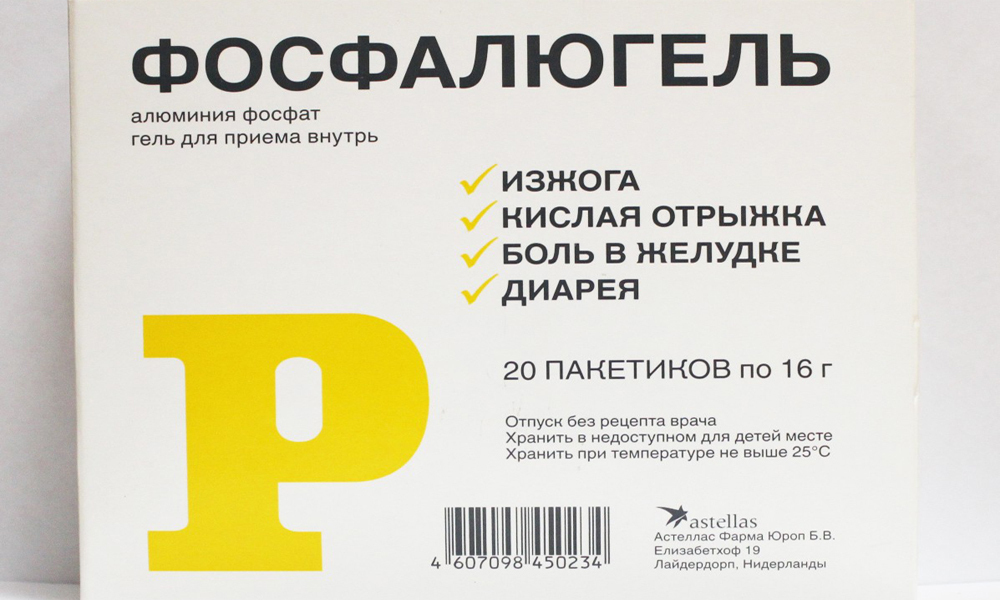 ФОСФАЛЮГЕЛЬ
алюминия фосфат
гель для приема внутрь
ИЗЖОГА
КИСЛАЯ ОТРЫЖКА
БОЛЬ В ЖЕЛУДКЕ
ДИАРЕЯ
P
20 ПАКЕТИКОВ по 16 г
Отпуск без рецепта врача
Хранить в недоступном для детей месте
Хранить при температуре не выше 25°C
4 607098 450234
astellas
Астеллас Фарма Юроп Б.В.
Елизабетхоф 19
Лайдердорп, Нидерланды